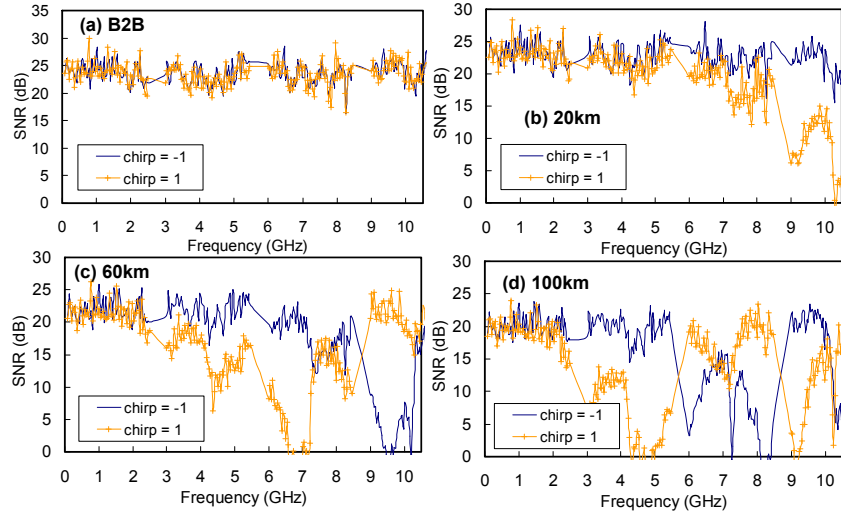 (a) B2B
SNR (dB)
35
30
25
20
15
10
5
0
chirp = -1
chirp = 1
0 1 2 3 4 5 6 7 8 9 10
Frequency (GHz)
(b) 20km
SNR (dB)
30
25
20
15
10
5
0
chirp = -1
chirp = 1
0 1 2 3 4 5 6 7 8 9 10
Frequency (GHz)
(c) 60km
SNR (dB)
30
25
20
15
10
5
0
chirp = -1
chirp = 1
0 1 2 3 4 5 6 7 8 9 10
Frequency (GHz)
(d) 100km
SNR (dB)
30
25
20
15
10
5
0
chirp = -1
chirp = 1
0 1 2 3 4 5 6 7 8 9 10
Frequency (GHz)